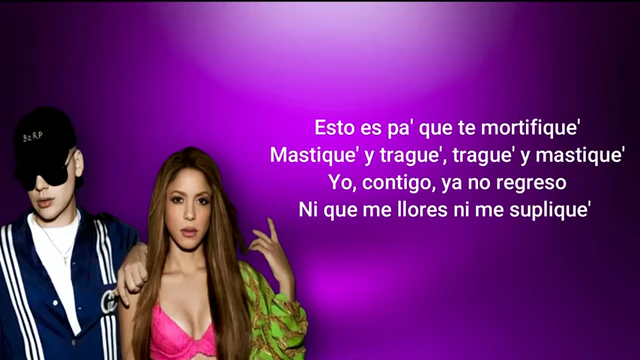 BzRP
Esto es pa' que te mortifique'
Mastique' y trague', trague' y mastique'
Yo, contigo, ya no regreso
Ni que me llores ni me suplique'